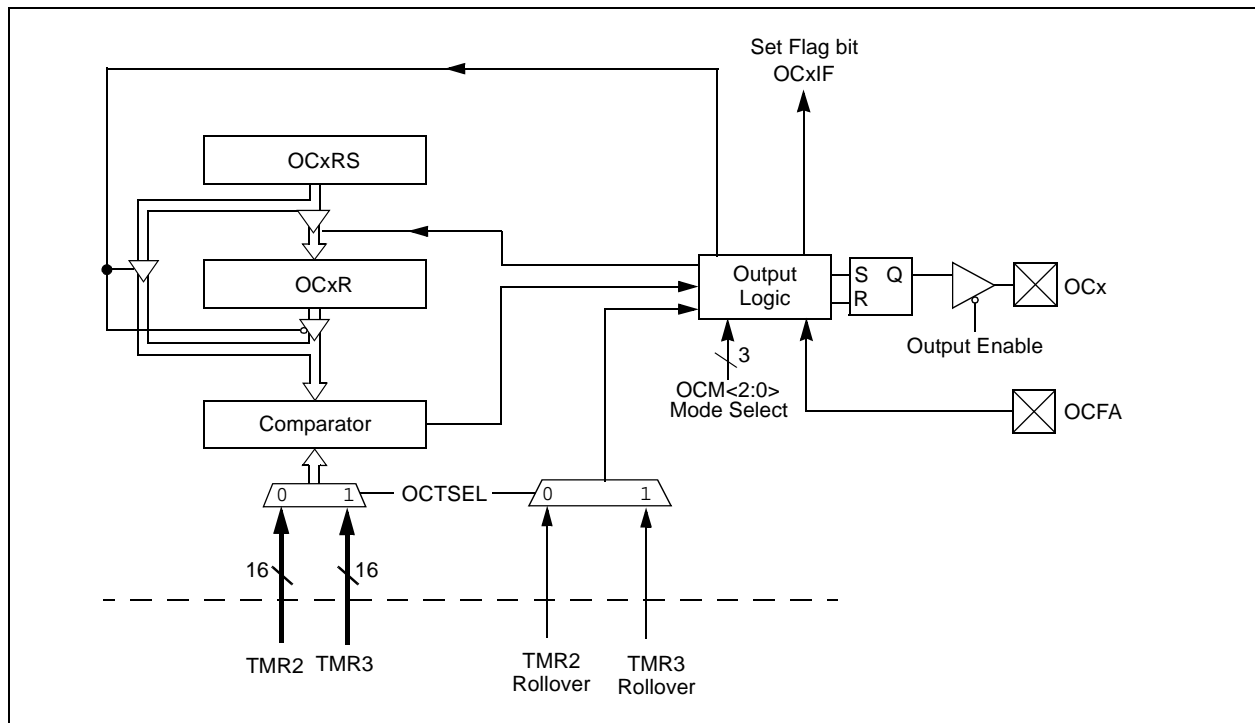 Set Flag bit
OCxIF
OCxRS
OCxR
Output
Logic
S Q
R
OCx
Output Enable
3
OCM<2:0>
Mode Select
OCFA
Comparator
0 1
OCTSEL
0 1
16
16
TMR2
TMR3
TMR2
Rollover
TMR3
Rollover